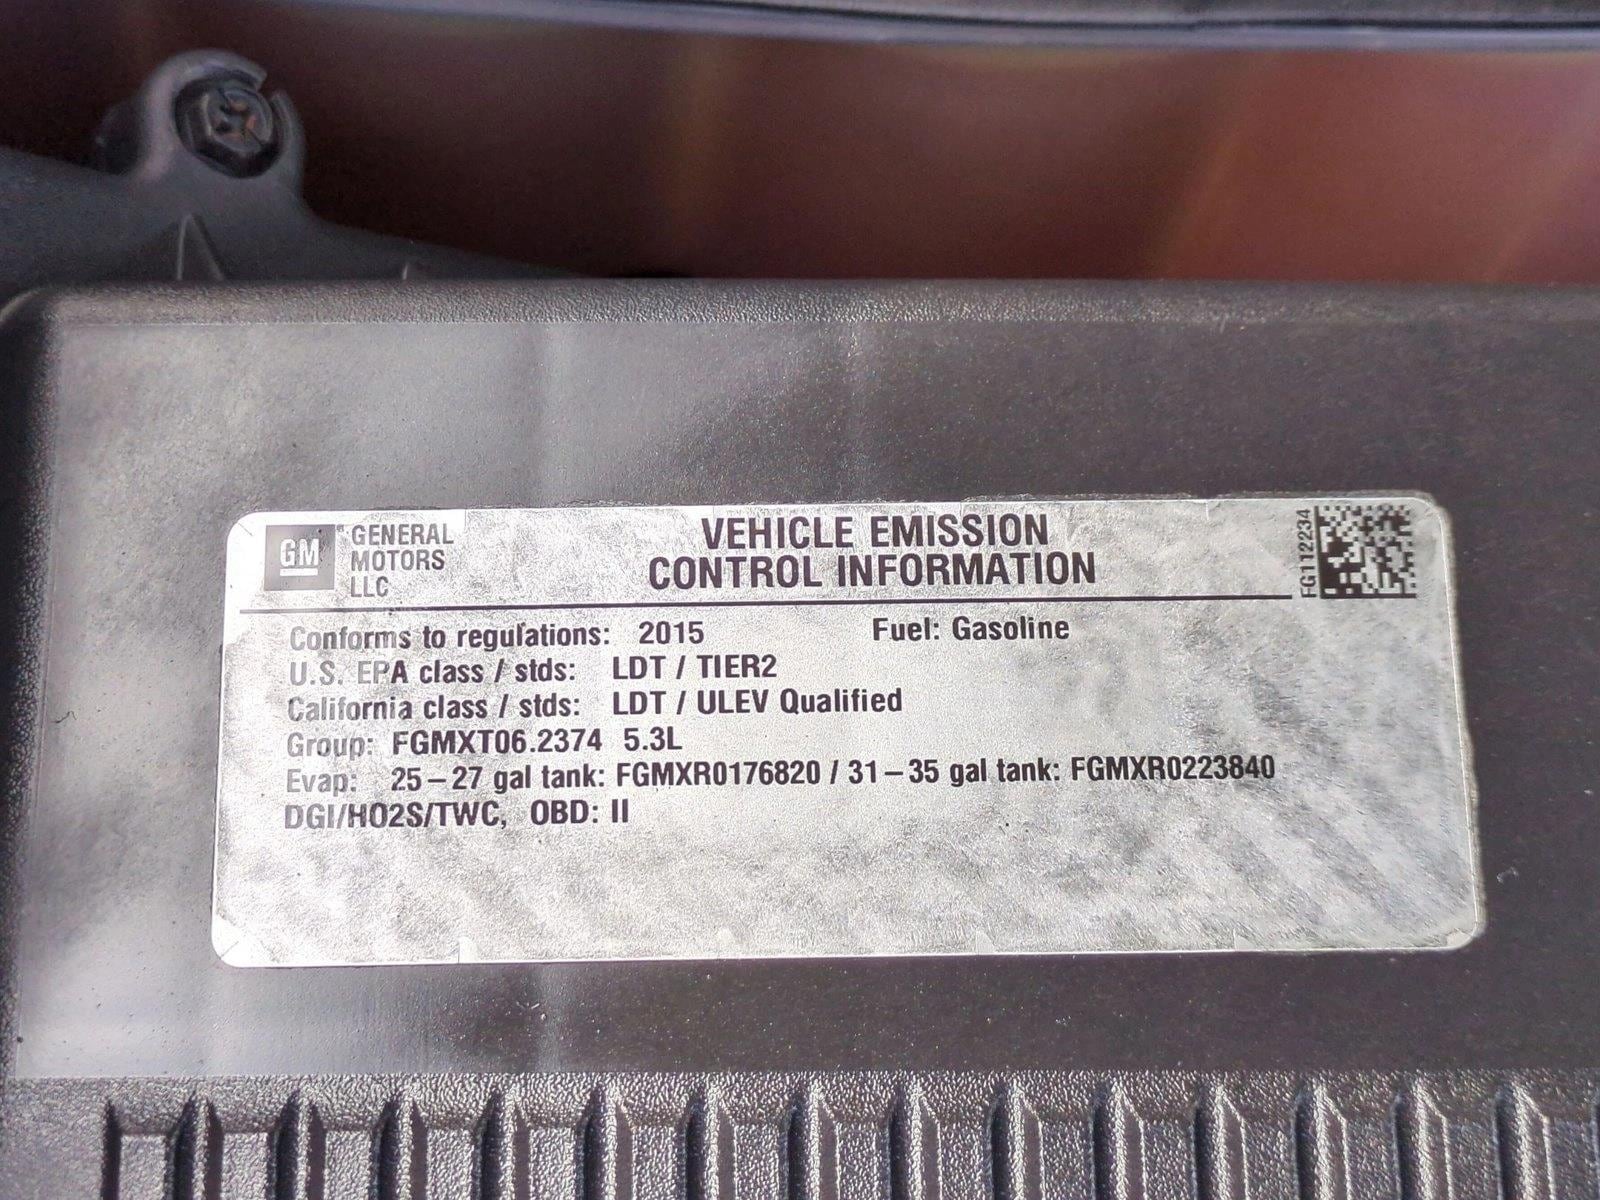 GM
GENERAL
MOTORS
LLC
VEHICLE EMISSION
CONTROL INFORMATION
FG112234
Conforms to regulations: 2015 Fuel: Gasoline
U.S. EPA class / stds: LDT / TIER2
California class / stds: LDT / ULEV Qualified
Group: FGMXT06.2374 5.3L
Evap: 25–27 gal tank: FGMXR0176820 / 31–35 gal tank: FGMXR0223840
DGI/HO2S/TWC, OBD: II